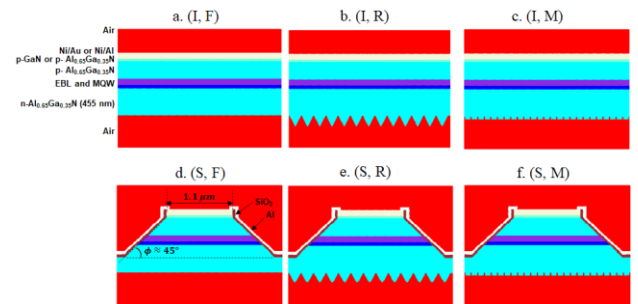 a. (I, F)
b. (I, R)
c. (I, M)
Air
Ni/Au or Ni/Al
p-GaN or p- Al0.65Ga0.35N
p- Al0.65Ga0.35N
EBL and MQW
n-Al0.65Ga0.35N (455 nm)
Air
d. (S, F)
e. (S, R)
f. (S, M)
1.1 μm
SiO2
Al
ϕ ≈ 45°